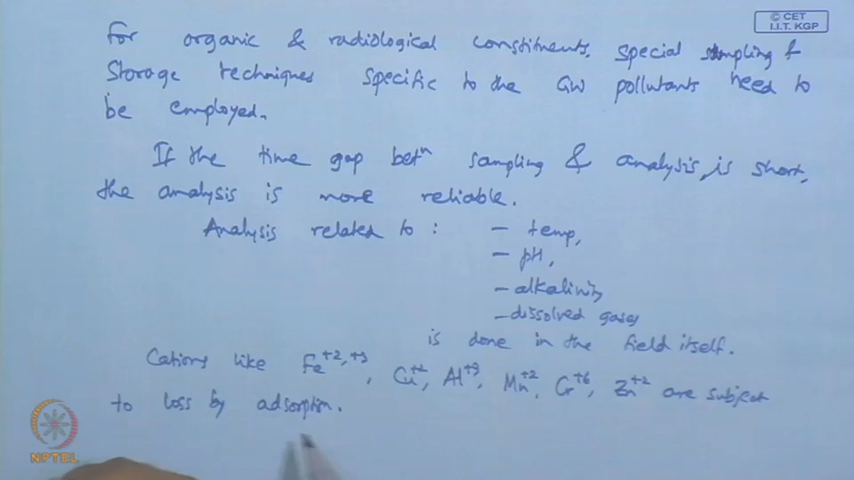 © CET
I.I.T. KGP
For organic & radiological constituents, special sampling &
storage techniques specific to the GW pollutants need to
be employed.
If the time gap betⁿ sampling & analysis, is short,
the analysis is more reliable.
Analysis related to : - temp,
- pH,
- alkalinity
- dissolved gases
is done in the field itself.
Cations like Fe+2,+3, Cu+2, Al+3, Mn+2, Cr+6, Zn+2 are subject
to loss by adsorption.
NPTEL